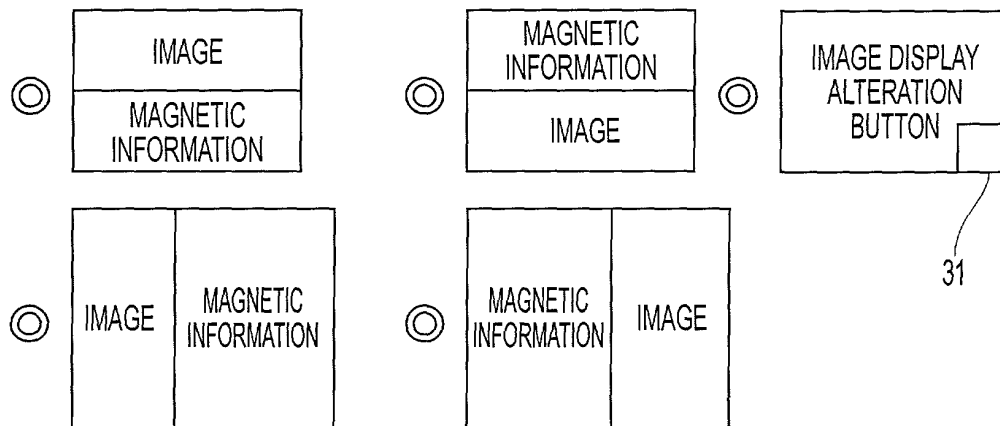 IMAGE
MAGNETIC
INFORMATION
MAGNETIC
INFORMATION
IMAGE
IMAGE DISPLAY
ALTERATION
BUTTON
31
IMAGE
MAGNETIC
INFORMATION
MAGNETIC
INFORMATION
IMAGE